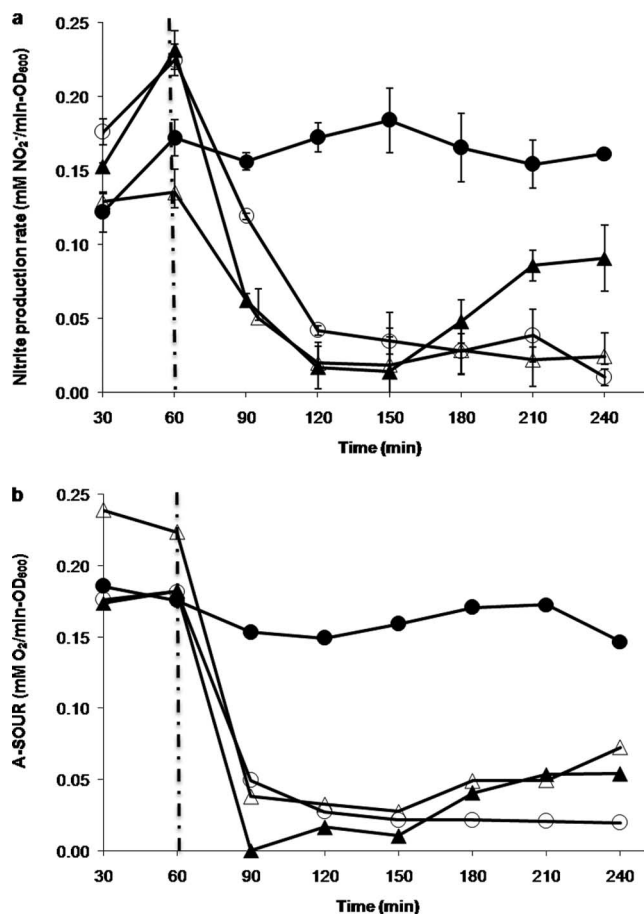 a
Nitrite production rate (mM NO₂⁻/min-OD₆₀₀)
0.25
0.20
0.15
0.10
0.05
0.00
30 60 90 120 150 180 210 240
Time (min)
b
A-SOUR (mM O₂/min-OD₆₀₀)
0.25
0.20
0.15
0.10
0.05
0.00
30 60 90 120 150 180 210 240
Time (min)